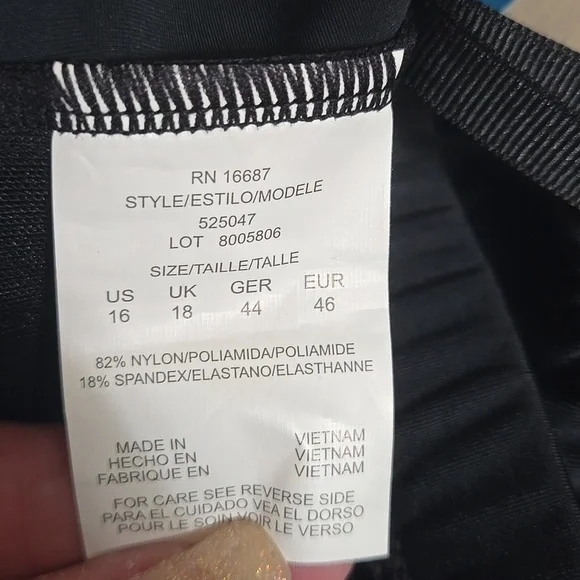 RN 16687
STYLE/ESTILO/MODELE
525047
LOT 8005806
SIZE/TAILLE/TALLE
US UK GER EUR
16 18 44 46
82% NYLON/POLIAMIDA/POLIAMIDE
18% SPANDEX/ELASTANO/ELASTHANNE
MADE IN VIETNAM
HECHO EN VIETNAM
FABRIQUE EN VIETNAM
FOR CARE SEE REVERSE SIDE
PARA EL CUIDADO VEA EL DORSO
POUR LE SOIN VOIR LE VERSO